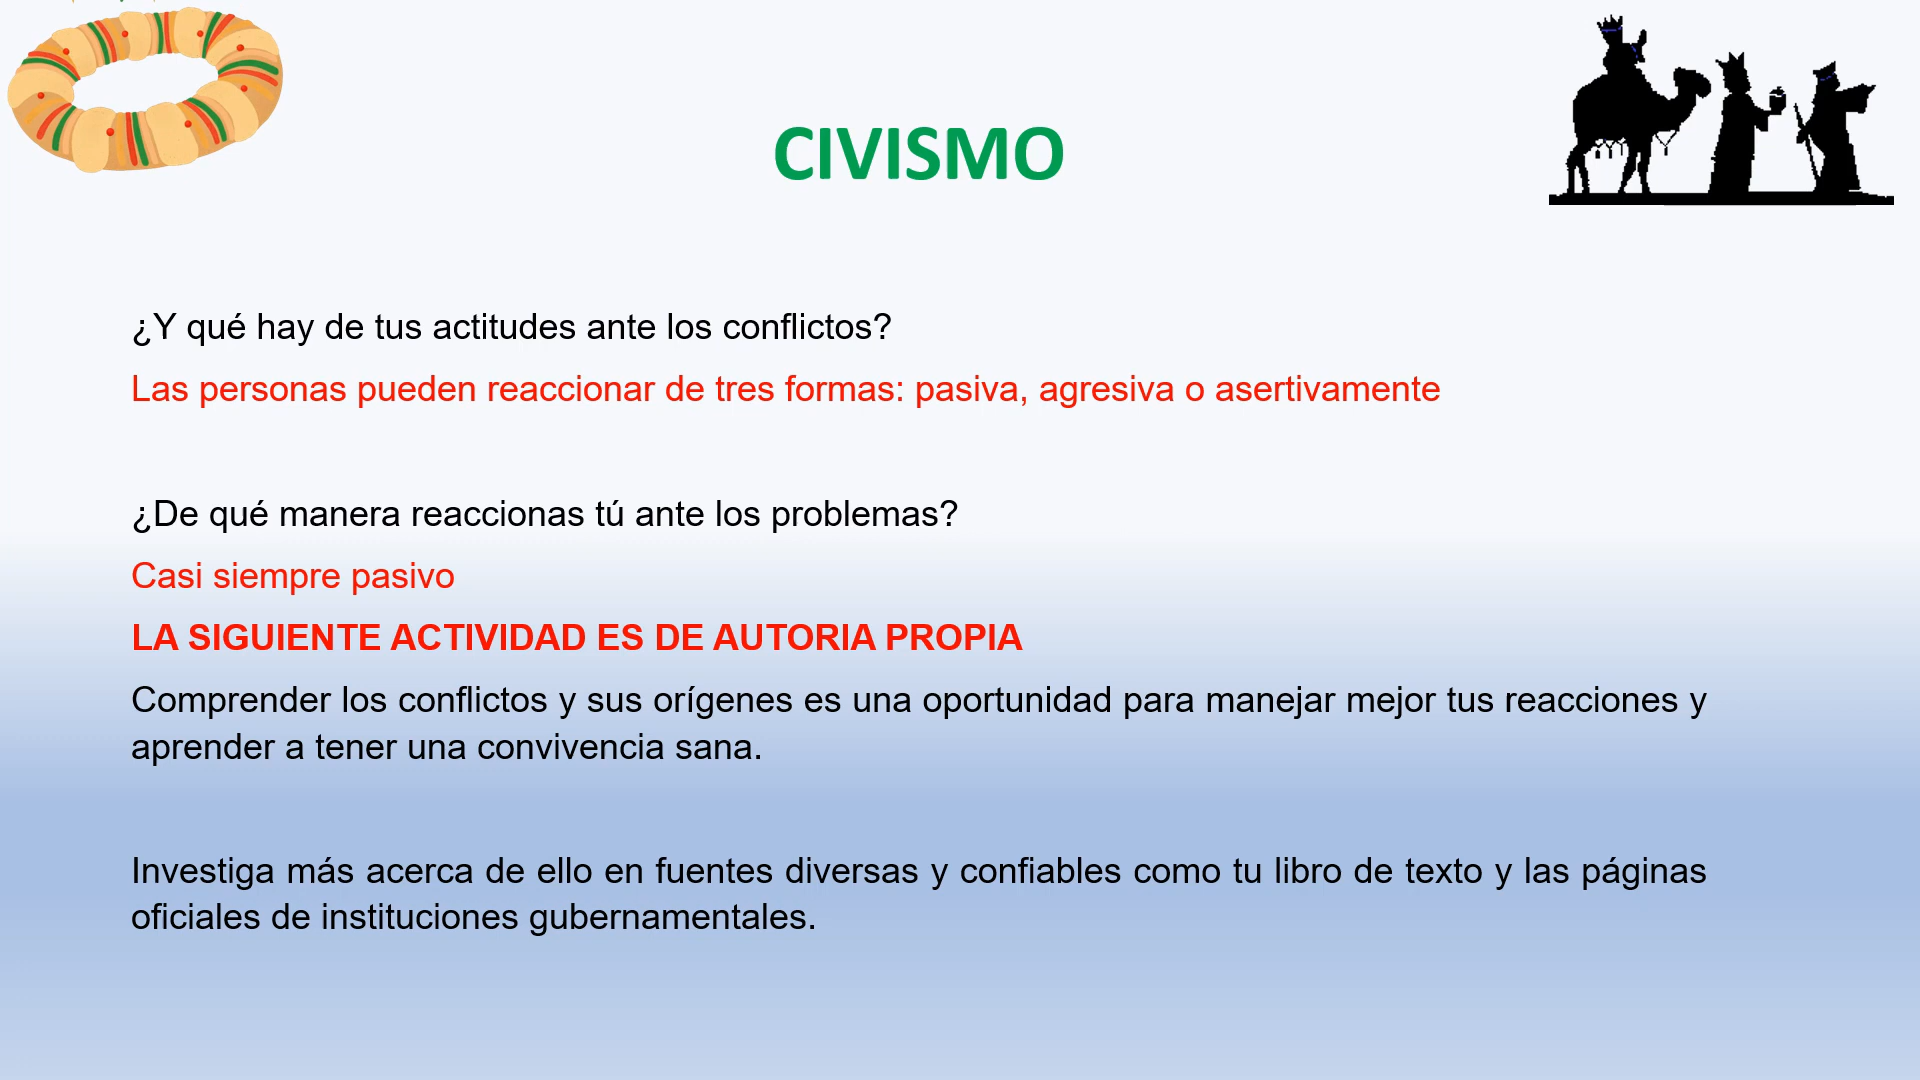 CIVISMO
¿Y qué hay de tus actitudes ante los conflictos?
Las personas pueden reaccionar de tres formas: pasiva, agresiva o asertivamente
¿De qué manera reaccionas tú ante los problemas?
Casi siempre pasivo
LA SIGUIENTE ACTIVIDAD ES DE AUTORIA PROPIA
Comprender los conflictos y sus orígenes es una oportunidad para manejar mejor tus reacciones y
aprender a tener una convivencia sana.
Investiga más acerca de ello en fuentes diversas y confiables como tu libro de texto y las páginas
oficiales de instituciones gubernamentales.